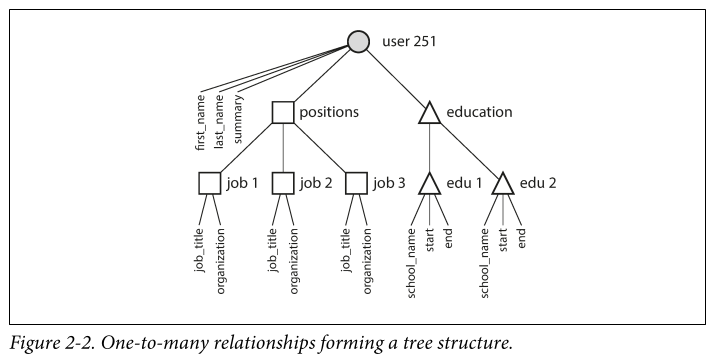 user 251
first_name
last_name
summary
positions
education
job 1
job 2
job 3
edu 1
edu 2
job_title
organization
job_title
organization
job_title
organization
school_name
start
end
school_name
start
end
Figure 2-2. One-to-many relationships forming a tree structure.